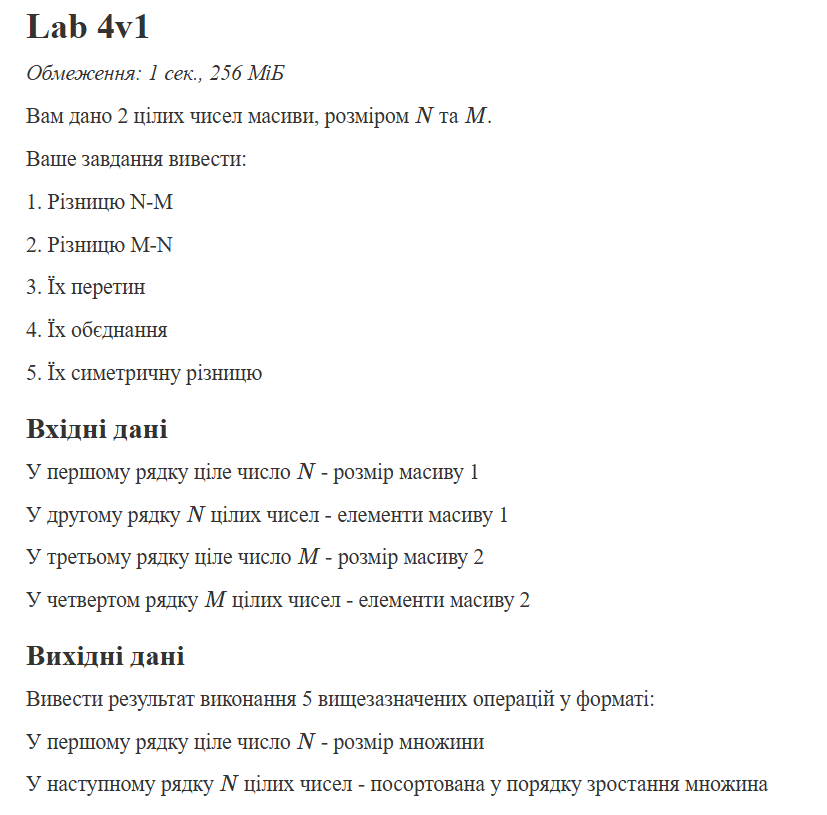 Lab 4v1
Обмеження: 1 сек., 256 МіБ
Вам дано 2 цілих чисел масиви, розміром N та M.
Ваше завдання вивести:
1. Різницю N-M
2. Різницю M-N
3. Їх перетин
4. Їх обєднання
5. Їх симетричну різницю
Вхідні дані
У першому рядку ціле число N - розмір масиву 1
У другому рядку N цілих чисел - елементи масиву 1
У третьому рядку ціле число M - розмір масиву 2
У четвертом рядку M цілих чисел - елементи масиву 2
Вихідні дані
Вивести результат виконання 5 вищезазначених операцій у форматі:
У першому рядку ціле число N - розмір множини
У наступному рядку N цілих чисел - посортована у порядку зростання множина